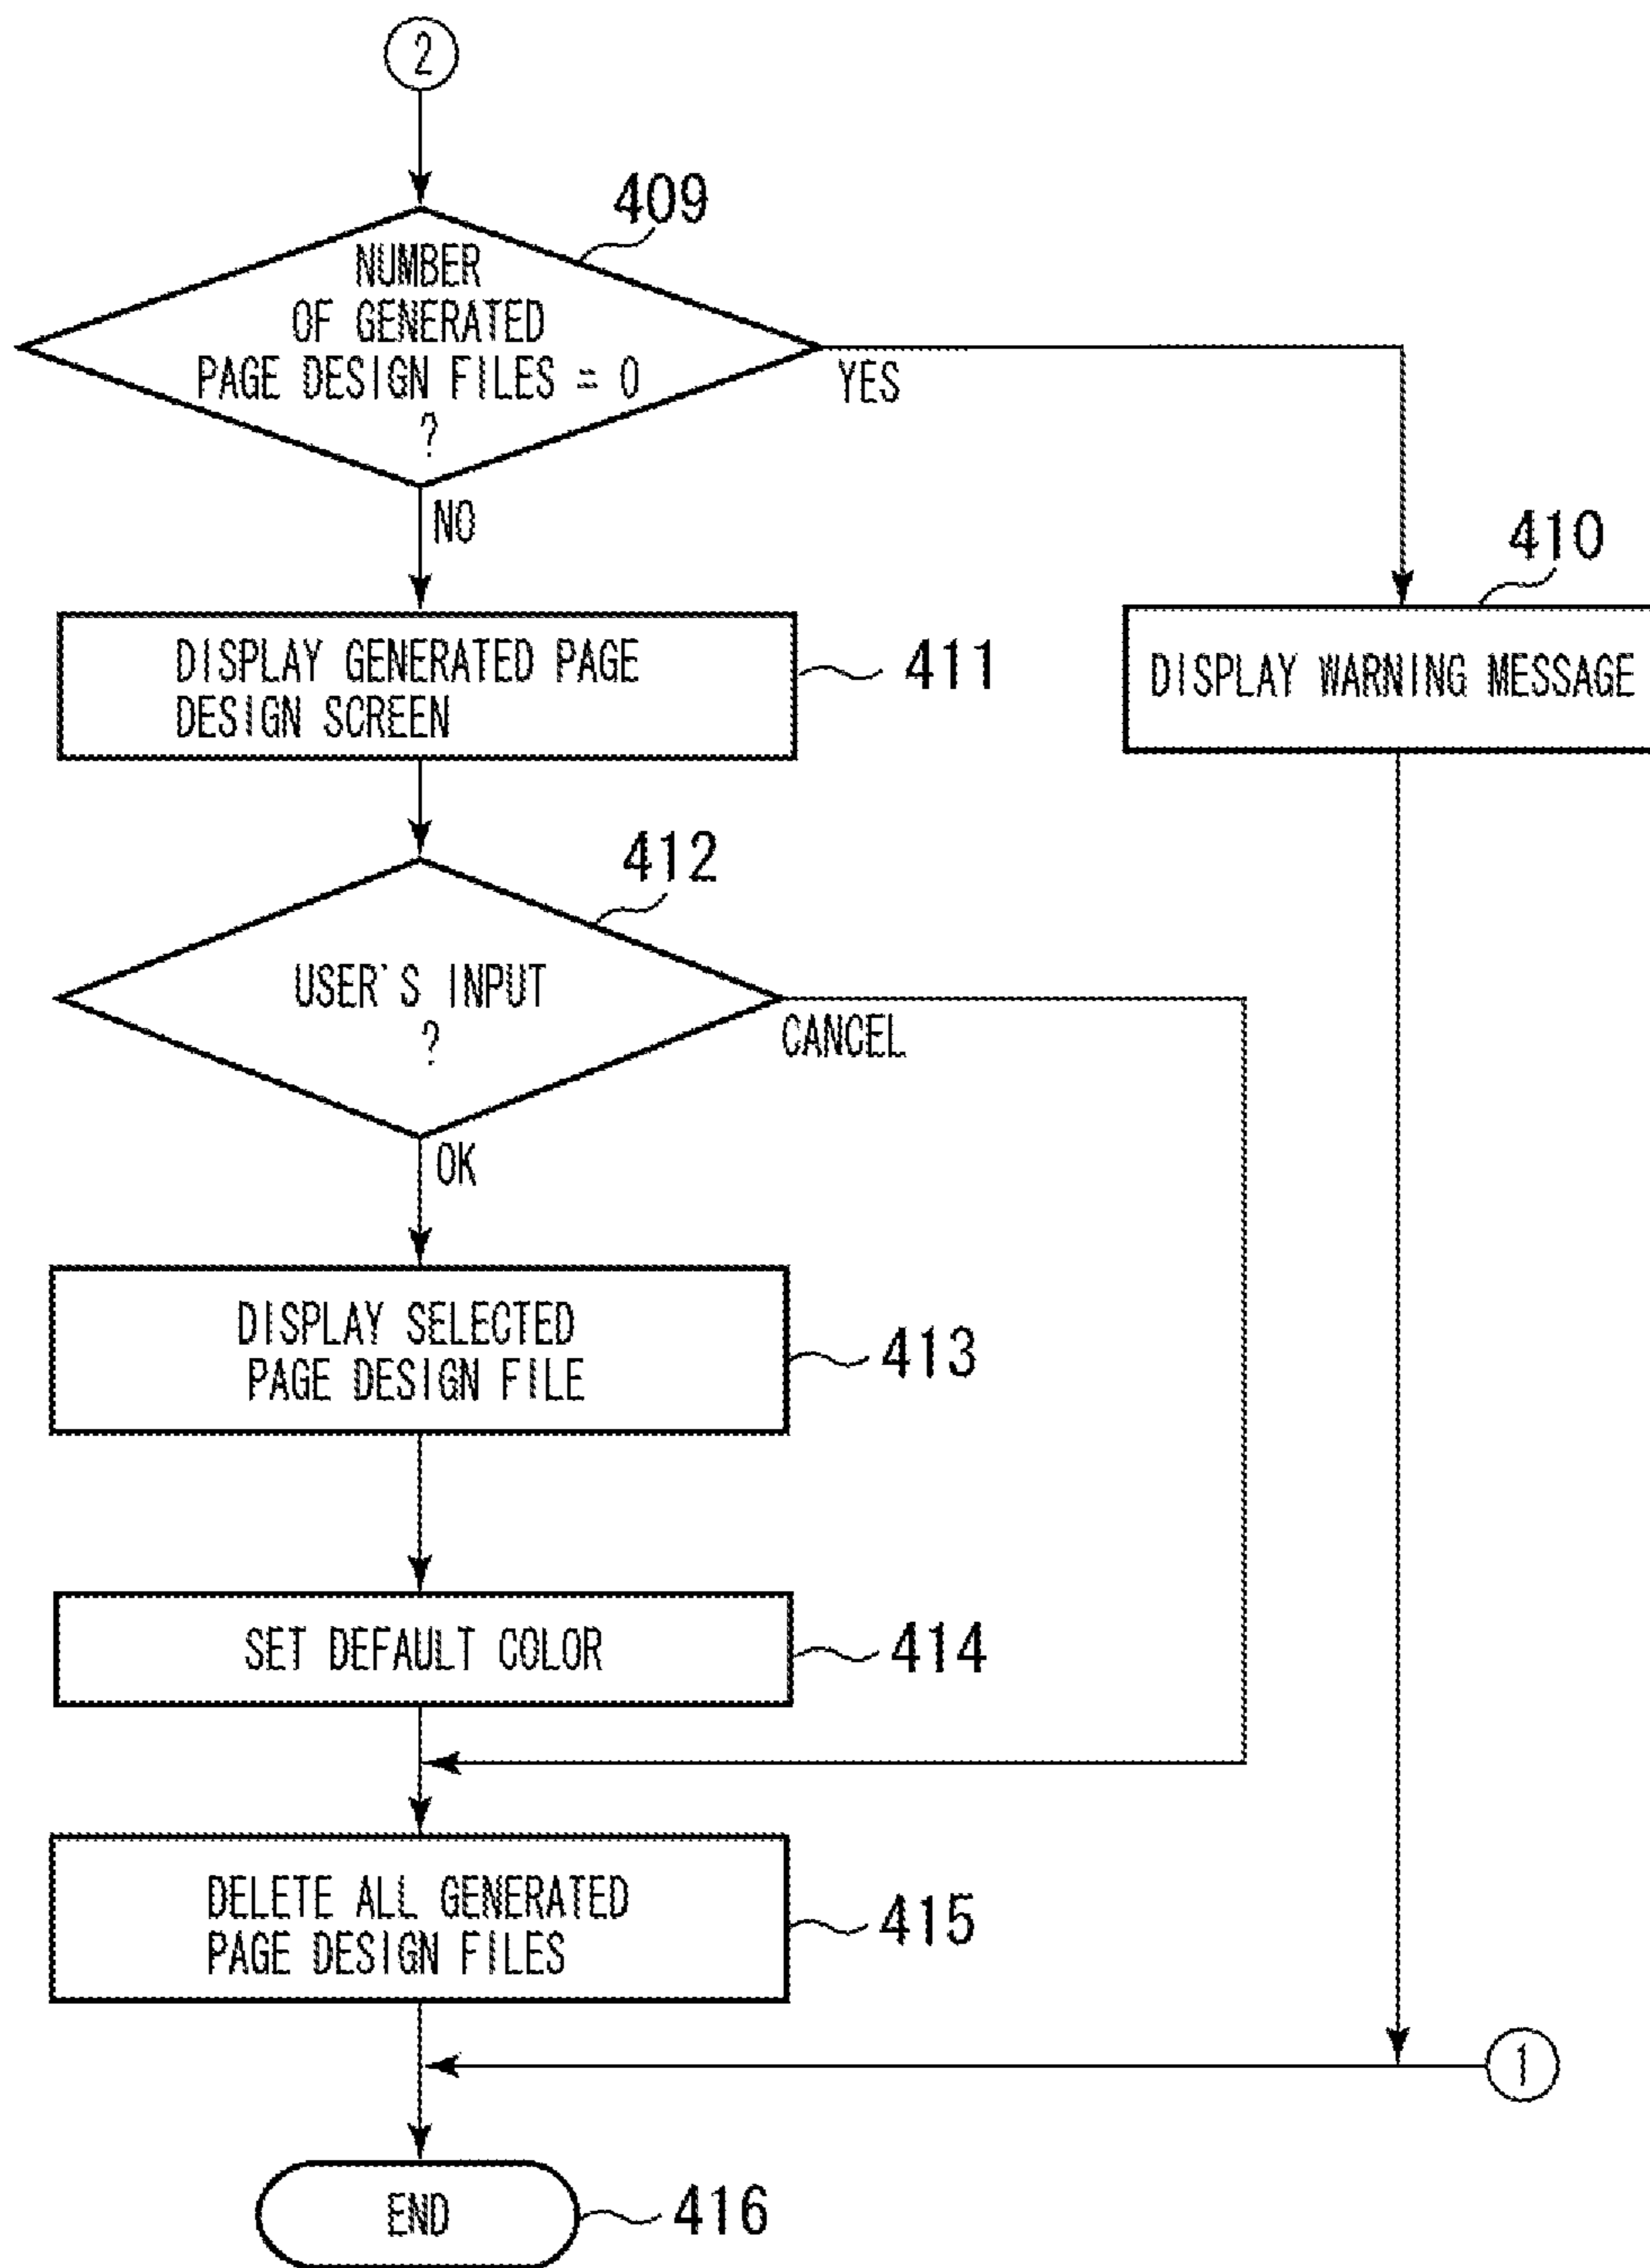 2
409
NUMBER
OF GENERATED
PAGE DESIGN FILES = 0
?
YES
NO
410
DISPLAY WARNING MESSAGE
DISPLAY GENERATED PAGE
DESIGN SCREEN
411
412
USER'S INPUT
?
CANCEL
OK
DISPLAY SELECTED
PAGE DESIGN FILE
413
SET DEFAULT COLOR
414
DELETE ALL GENERATED
PAGE DESIGN FILES
415
1
END
416